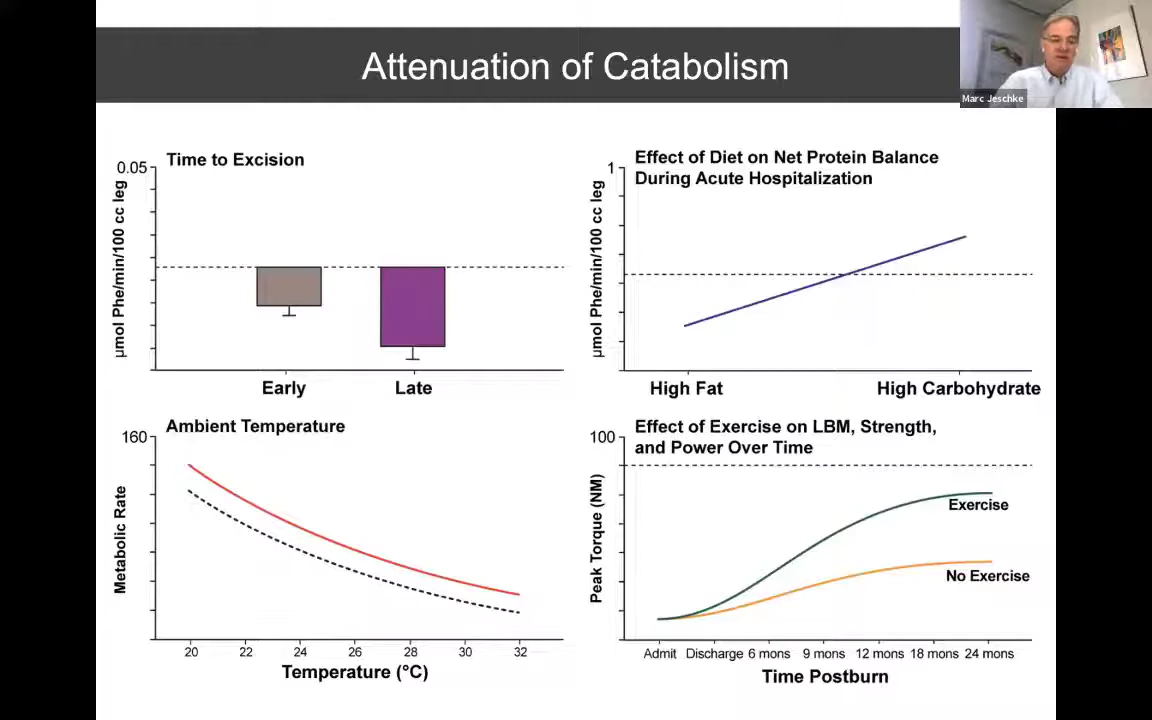 Attenuation of Catabolism
Marc Jeschke
Time to Excision
0.05
μmol Phe/min/100 cc leg
Early Late
Effect of Diet on Net Protein Balance
During Acute Hospitalization
1
μmol Phe/min/100 cc leg
High Fat High Carbohydrate
Ambient Temperature
160
Metabolic Rate
20 22 24 26 28 30 32
Temperature (°C)
Effect of Exercise on LBM, Strength,
and Power Over Time
100
Peak Torque (NM)
Exercise
No Exercise
Admit Discharge 6 mons 9 mons 12 mons 18 mons 24 mons
Time Postburn